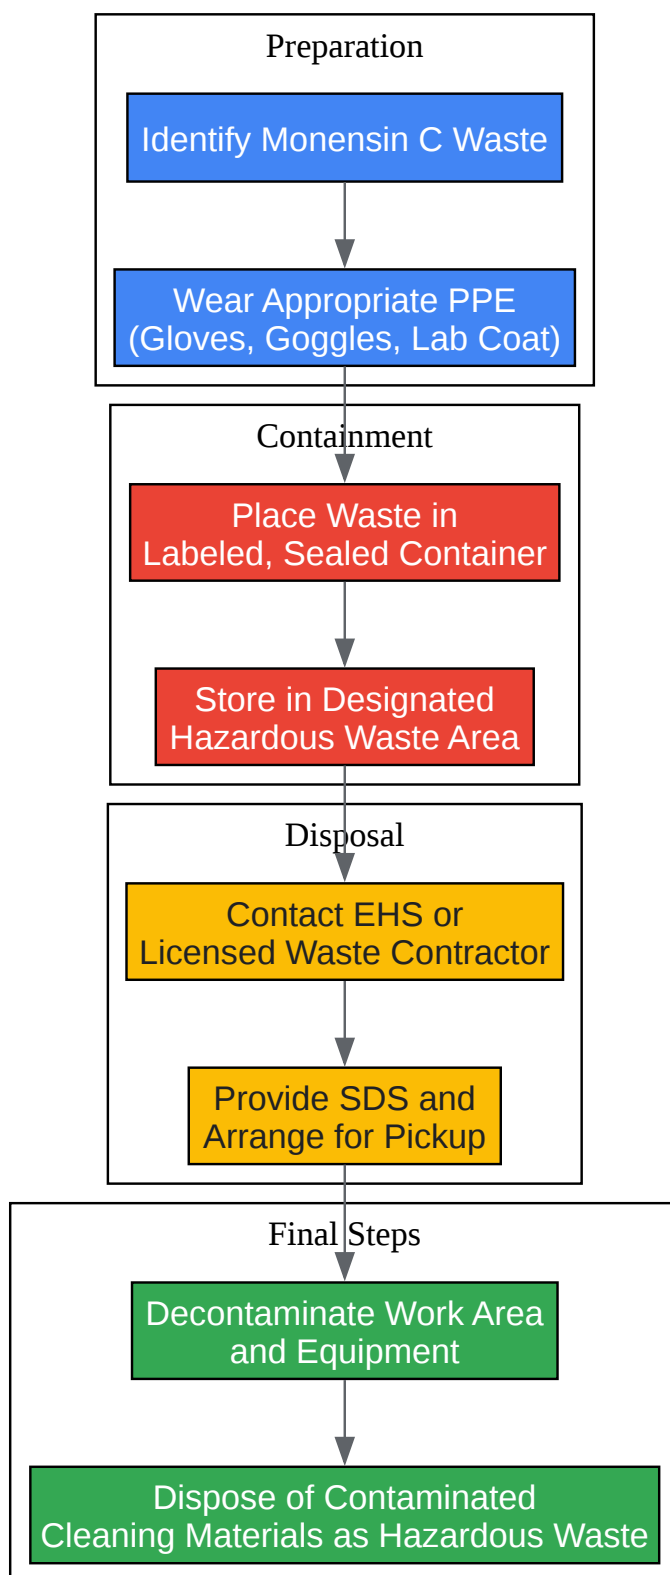 Preparation
Identify Monensin C Waste
Wear Appropriate PPE
(Gloves, Goggles, Lab Coat)
Containment
Place Waste in
Labeled, Sealed Container
Store in Designated
Hazardous Waste Area
Disposal
Contact EHS or
Licensed Waste Contractor
Provide SDS and
Arrange for Pickup
Final Steps
Decontaminate Work Area
and Equipment
Dispose of Contaminated
Cleaning Materials as Hazardous Waste